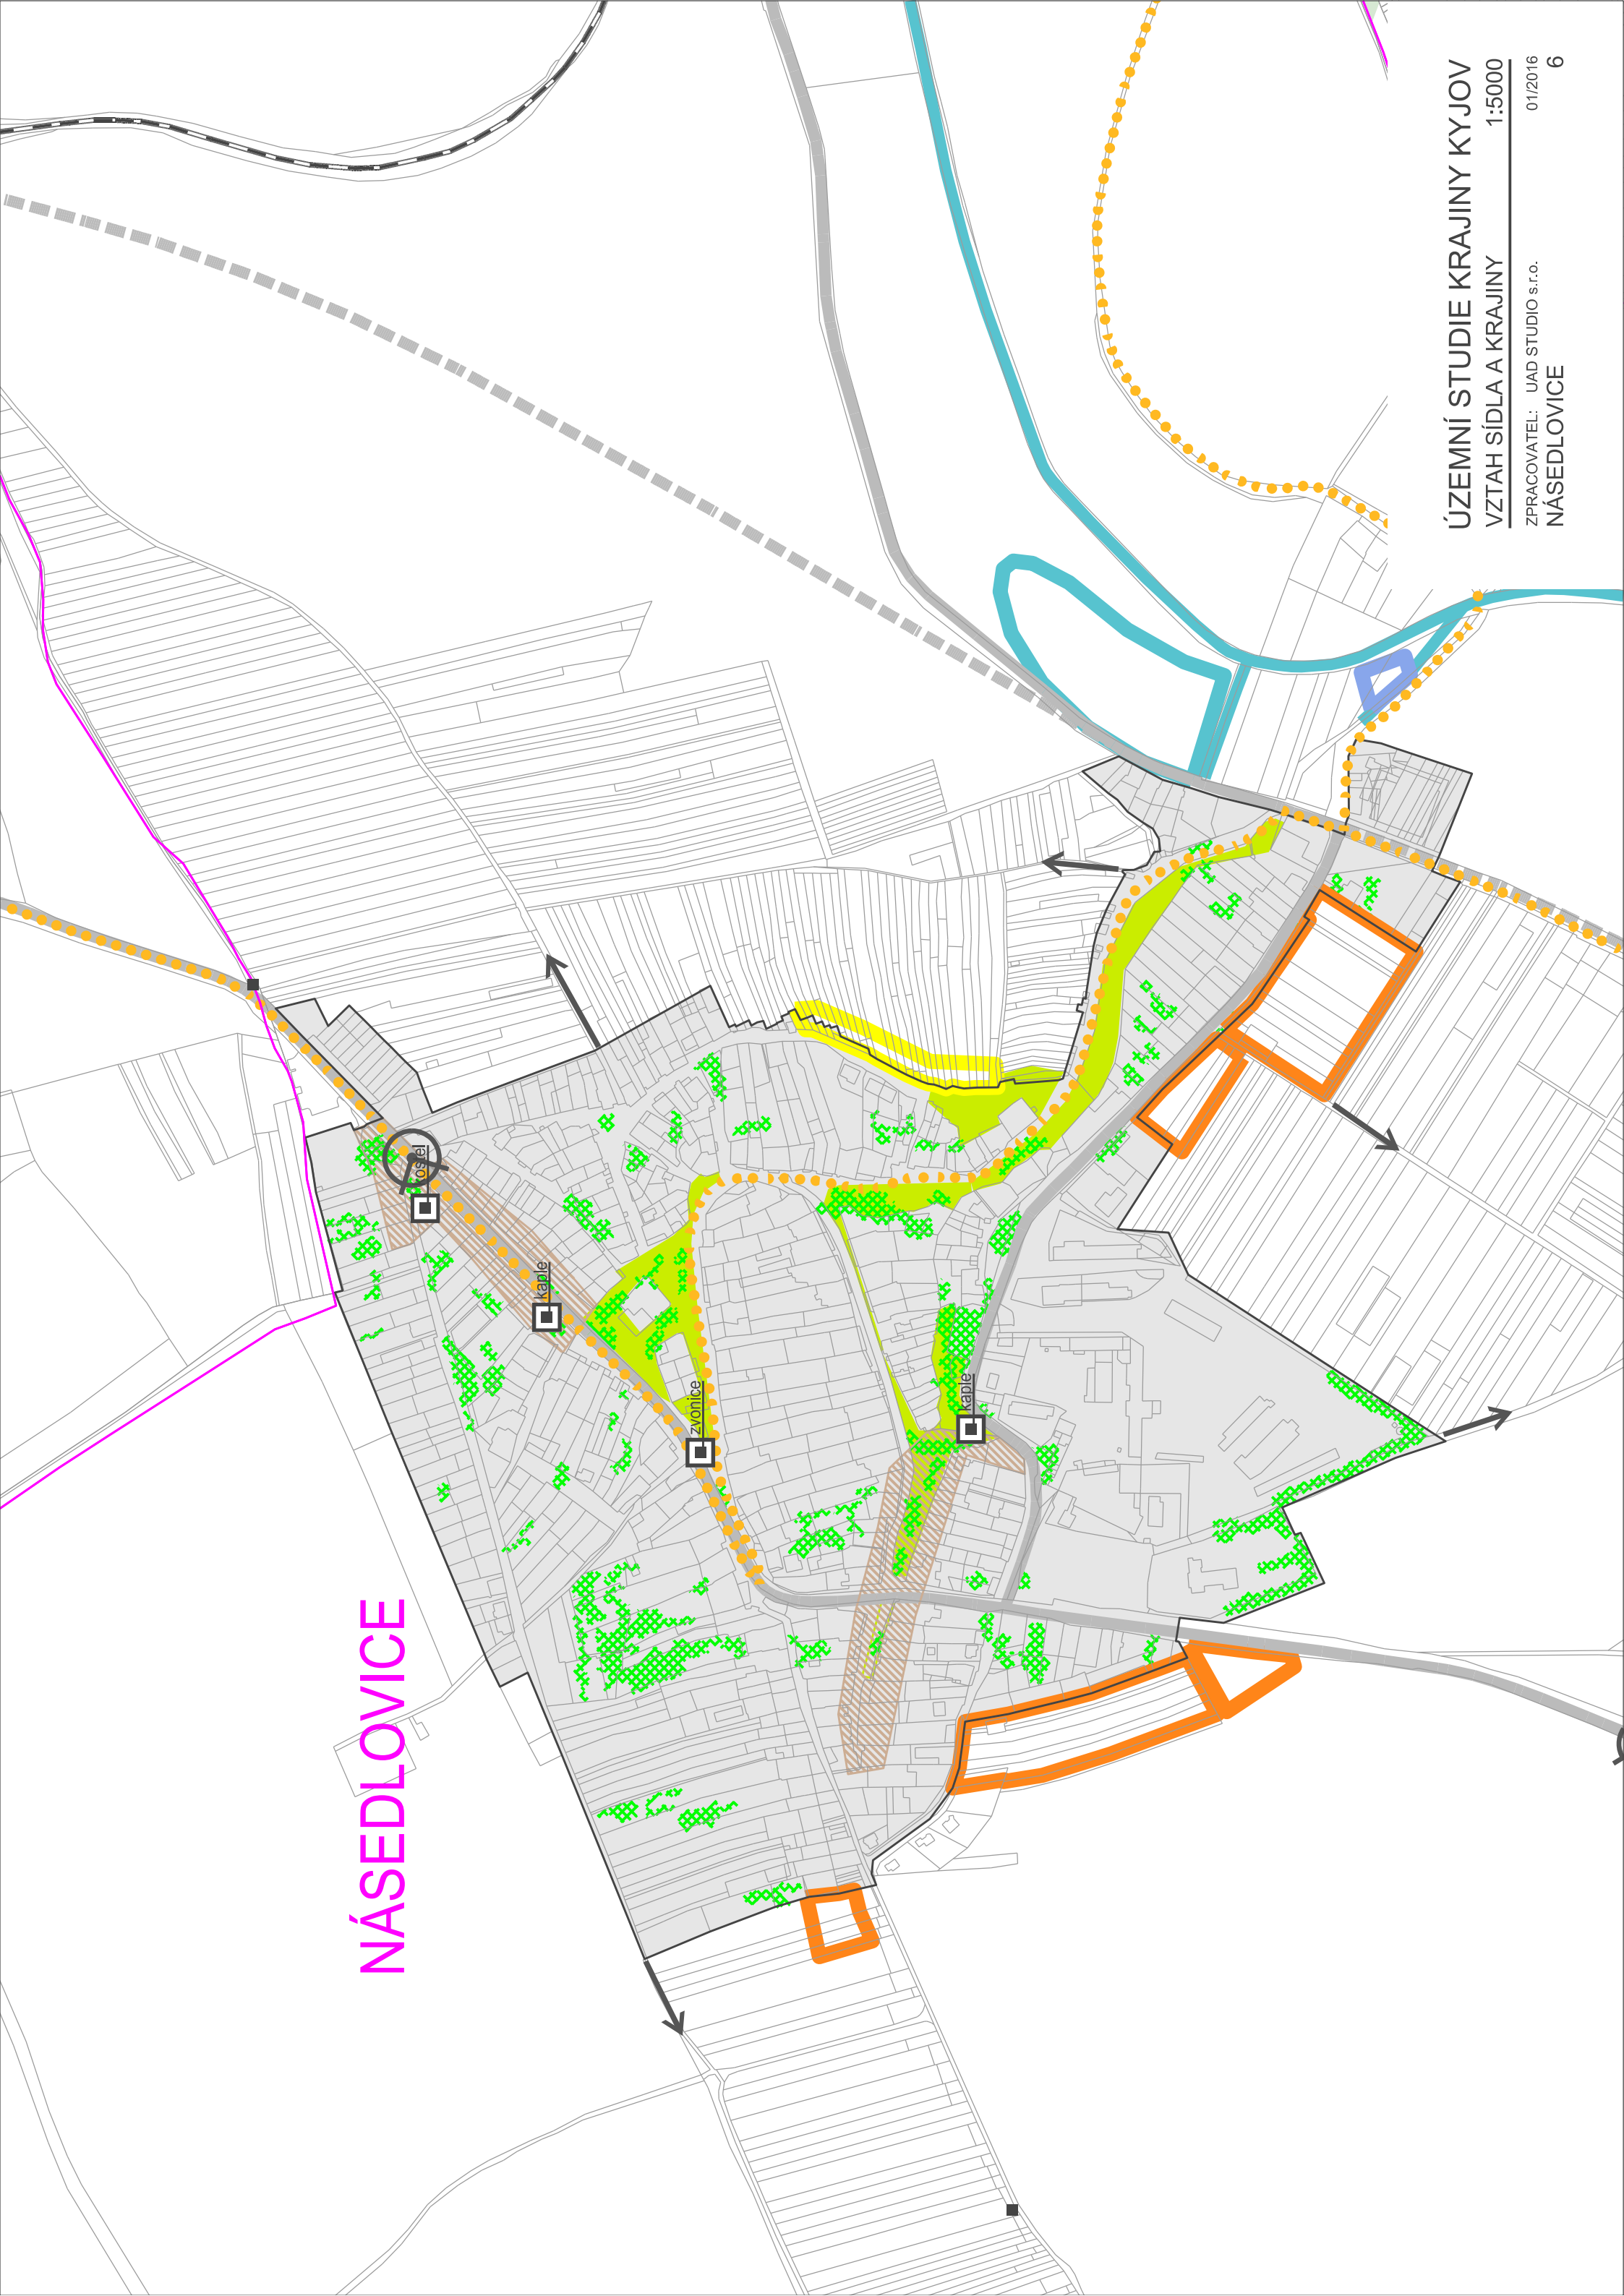 NÁSEDLOVICE
kostel
kaple
zvonice
kaple
ÚZEMNÍ STUDIE KRAJINY KYJOV
VZTAH SÍDLA A KRAJINY 1:5000
ZPRACOVATEL: UAD STUDIO s.r.o. 01/2016
NÁSEDLOVICE 6